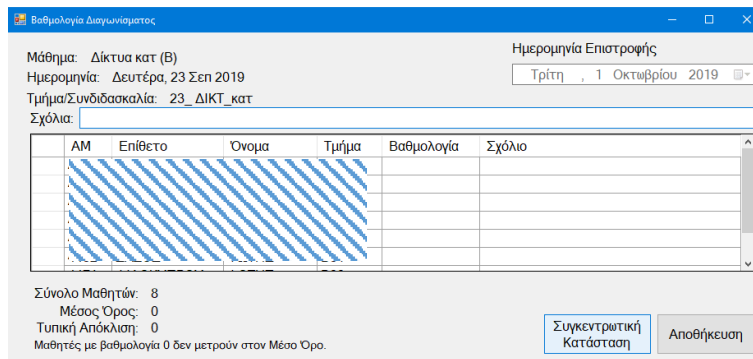 Βαθμολογία Διαγωνίσματος
Μάθημα: Δίκτυα κατ (Β)
Ημερομηνία: Δευτέρα, 23 Σεπ 2019
Τμήμα/Συνδιδασκαλία: 23_ ΔΙΚΤ_κατ
Ημερομηνία Επιστροφής
Τρίτη , 1 Οκτωβρίου 2019
Σχόλια:
ΑΜ Επίθετο Όνομα Τμήμα Βαθμολογία Σχόλιο
Σύνολο Μαθητών: 8
Μέσος Όρος: 0
Τυπική Απόκλιση: 0
Μαθητές με βαθμολογία 0 δεν μετρούν στον Μέσο Όρο.
Συγκεντρωτική
Κατάσταση
Αποθήκευση